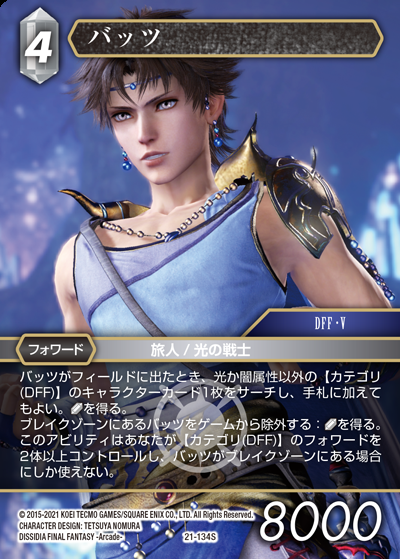 4
バッツ
DFF・V
フォワード
旅人 / 光の戦士
バッツがフィールドに出たとき、光か闇属性以外の【カテゴリ
(DFF)】のキャラクターカード1枚をサーチし、手札に加えて
もよい。を得る。
ブレイクゾーンにあるバッツをゲームから除外する：を得る。
このアビリティはあなたが【カテゴリ(DFF)】のフォワードを
2体以上コントロールし、バッツがブレイクゾーンにある場合
にしか使えない。
© 2015-2021 KOEI TECMO GAMES/SQUARE ENIX CO., LTD. All Rights Reserved.
CHARACTER DESIGN: TETSUYA NOMURA
DISSIDIA FINAL FANTASY -Arcade-
21-134S
8000